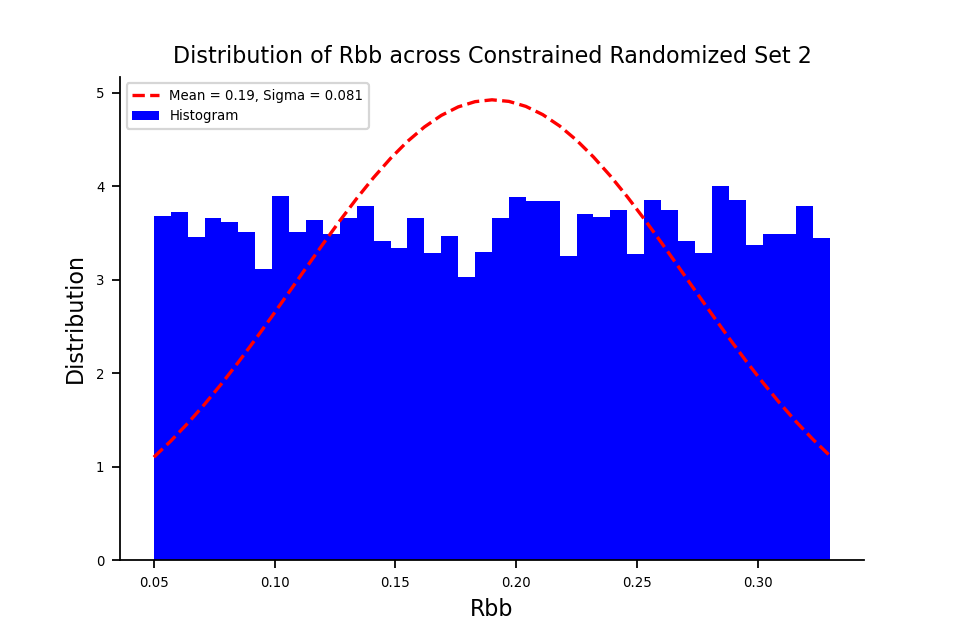 Distribution of Rbb across Constrained Randomized Set 2
Mean = 0.19, Sigma = 0.081
Histogram
Distribution
5
4
3
2
1
0
0.05 0.10 0.15 0.20 0.25 0.30
Rbb